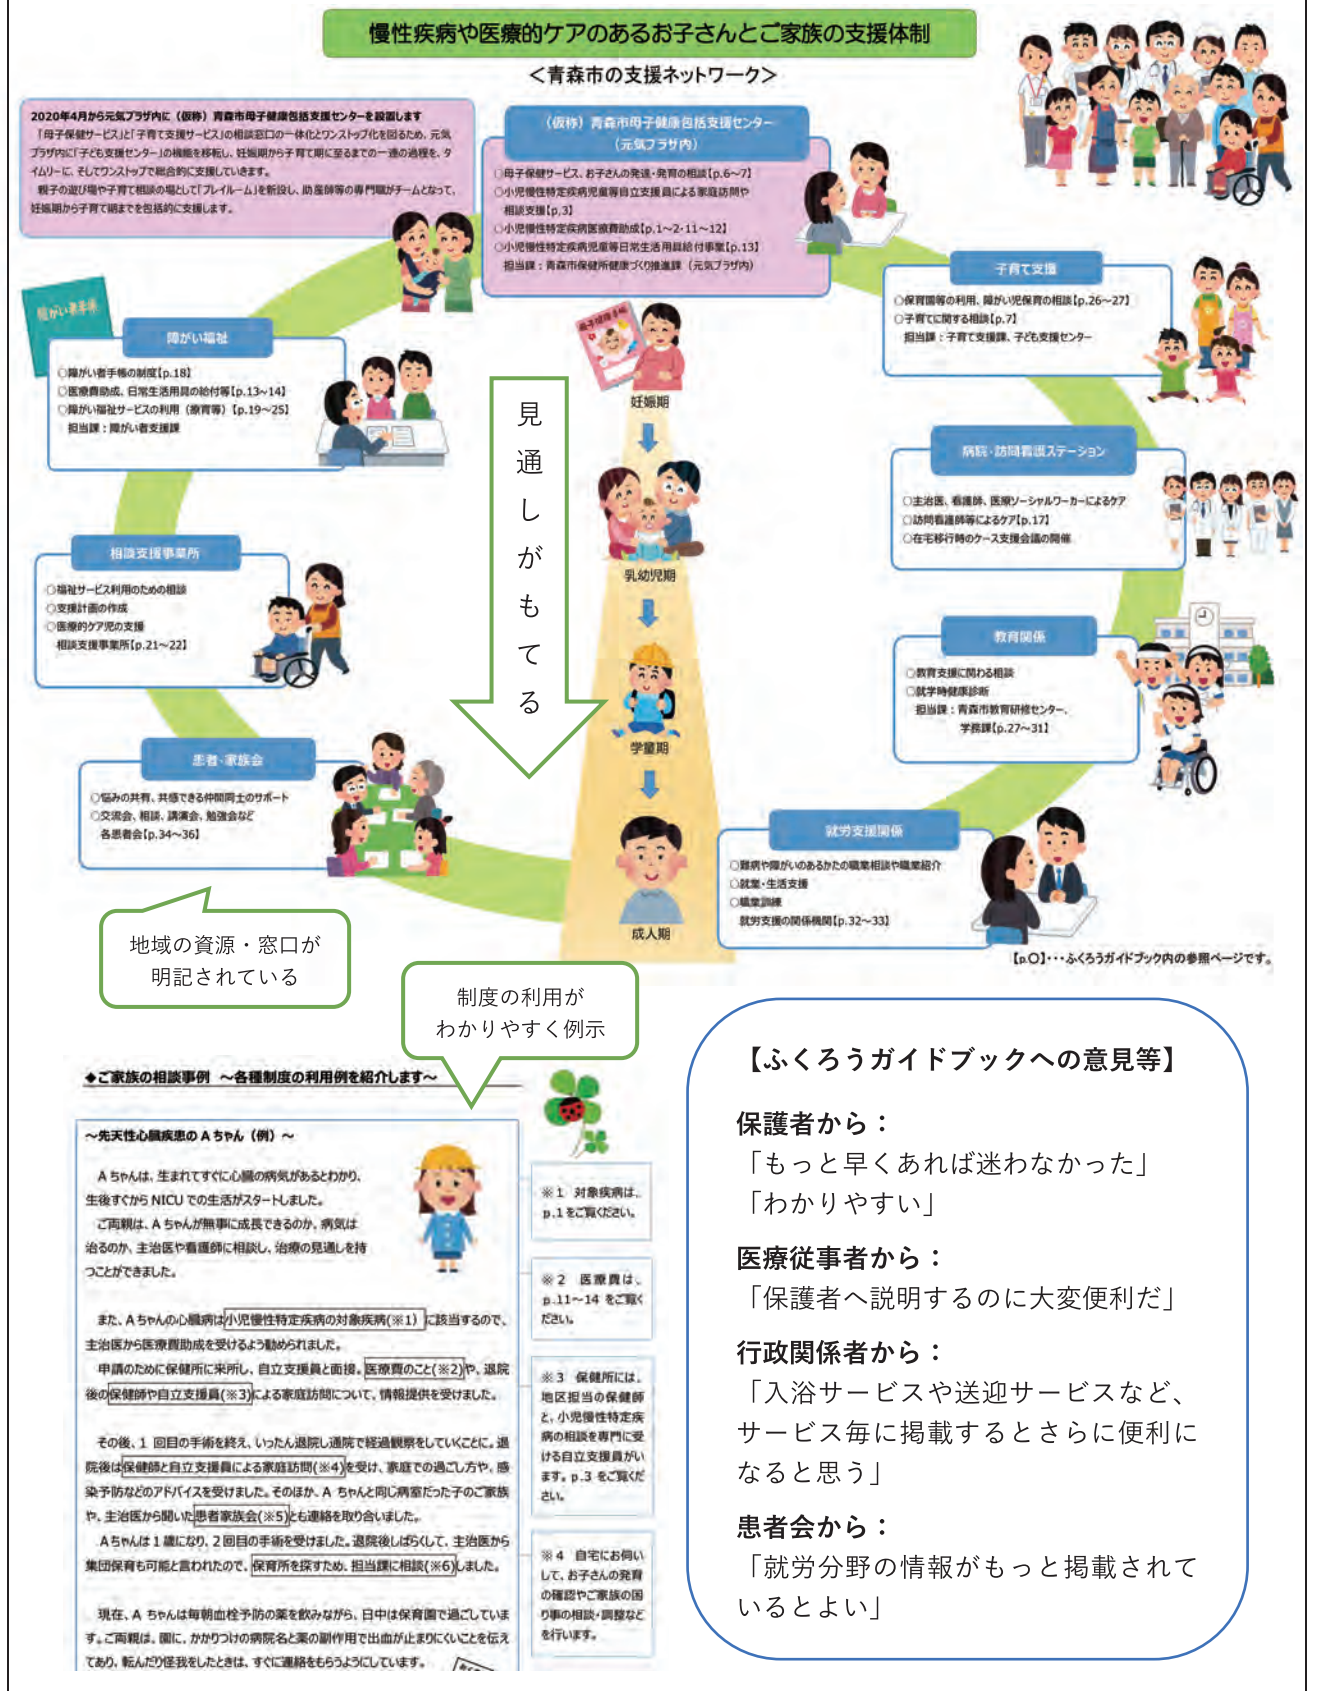 慢性疾病や医療的ケアのあるお子さんとご家族の支援体制
＜青森市の支援ネットワーク＞
2020年4月から元気プラザ内に（仮称）青森市母子健康包括支援センターを設置します
「母子保健サービス」と「子育て支援サービス」の相談窓口の一体化とワンストップ化を図るため、元気
プラザ内に「子ども支援センター」の機能を移転し、妊娠期から子育て期に至るまでの一連の過程を、タ
イムリーに、そしてワンストップで総合的に支援していきます。
親子の遊び場や子育て相談の場として「プレイルーム」を新設し、助産師等の専門職がチームとなって、
妊娠期から子育て期までを包括的に支援します。
（仮称）青森市母子健康包括支援センター
（元気プラザ内）
○母子保健サービス、お子さんの発達・発育の相談【p.6～7】
○小児慢性特定疾病児童等自立支援員による家庭訪問や
相談支援【p.3】
○小児慢性特定疾病医療費助成【p.1～2・11～12】
○小児慢性特定疾病児童等日常生活用具給付事業【p.13】
担当課：青森市保健所健康づくり推進課（元気プラザ内）
子育て支援
○保育園等の利用、障がい児保育の相談【p.26～27】
○子育てに関する相談【p.7】
担当課：子育て支援課、子ども支援センター
障がい者手帳
障がい福祉
○障がい者手帳の制度【p.18】
○医療費助成、日常生活用具の給付等【p.13～14】
○障がい福祉サービスの利用（療育等）【p.19～25】
担当課：障がい者支援課
母子健康手帳
妊娠期
見通しがもてる
病院・訪問看護ステーション
○主治医、看護師、医療ソーシャルワーカーによるケア
○訪問看護師等によるケア【p.17】
○在宅移行時のケース支援会議の開催
相談支援事業所
○福祉サービス利用のための相談
○支援計画の作成
○医療的ケア児の支援
相談支援事業所【p.21～22】
乳幼児期
教育関係
○教育支援に関わる相談
○就学時健康診断
担当課：青森市教育研修センター、
学務課【p.27～31】
学童期
患者・家族会
○悩みの共有、共感できる仲間同士のサポート
○交流会、相談、講演会、勉強会など
各患者会【p.34～36】
就労支援関係
○難病や障がいのあるかたの職業相談や職業紹介
○就業・生活支援
○職業訓練
就労支援の関係機関【p.32～33】
成人期
【p.○】･･･ふくろうガイドブック内の参照ページです。
地域の資源・窓口が
明記されている
制度の利用が
わかりやすく例示
◆ご家族の相談事例　～各種制度の利用例を紹介します～
～先天性心臓疾患のAちゃん（例）～
Aちゃんは、生まれてすぐに心臓の病気があるとわかり、
生後すぐからNICUでの生活がスタートしました。
ご両親は、Aちゃんが無事に成長できるのか、病気は
治るのか、主治医や看護師に相談し、治療の見通しを持
つことができました。
また、Aちゃんの心臓病は小児慢性特定疾病の対象疾病(※1)に該当するので、
主治医から医療費助成を受けるよう勧められました。
申請のために保健所に来所し、自立支援員と面接。医療費のこと(※2)や、退院
後の保健師や自立支援員(※3)による家庭訪問について、情報提供を受けました。
その後、1回目の手術を終え、いったん退院し通院で経過観察をしていくことに。退
院後は保健師と自立支援員による家庭訪問(※4)を受け、家庭での過ごし方や、感
染予防などのアドバイスを受けました。そのほか、Aちゃんと同じ病室だった子のご家族
や、主治医から聞いた患者家族会(※5)とも連絡を取り合いました。
Aちゃんは1歳になり、2回目の手術を受けました。退院後しばらくして、主治医から
集団保育も可能と言われたので、保育所を探すため、担当課に相談(※6)しました。
現在、Aちゃんは毎朝血栓予防の薬を飲みながら、日中は保育園で過ごしていま
す。ご両親は、園に、かかりつけの病院名と薬の副作用で出血が止まりにくいことを伝え
てあり、転んだり怪我をしたときは、すぐに連絡をもらうようにしています。
※1　対象疾病は、
p.1をご覧ください。
※2　医療費は、
p.11～14 をご覧く
ださい。
※3　保健所には、
地区担当の保健師
と、小児慢性特定疾
病の相談を専門に受
ける自立支援員がい
ます。p.3 をご覧くだ
さい。
※4　自宅にお伺い
して、お子さんの発育
の確認やご家族の困
り事の相談・調整など
を行います。
【ふくろうガイドブックへの意見等】
保護者から：
「もっと早くあれば迷わなかった」
「わかりやすい」
医療従事者から：
「保護者へ説明するのに大変便利だ」
行政関係者から：
「入浴サービスや送迎サービスなど、
サービス毎に掲載するとさらに便利に
なると思う」
患者会から：
「就労分野の情報がもっと掲載されて
いるとよい」